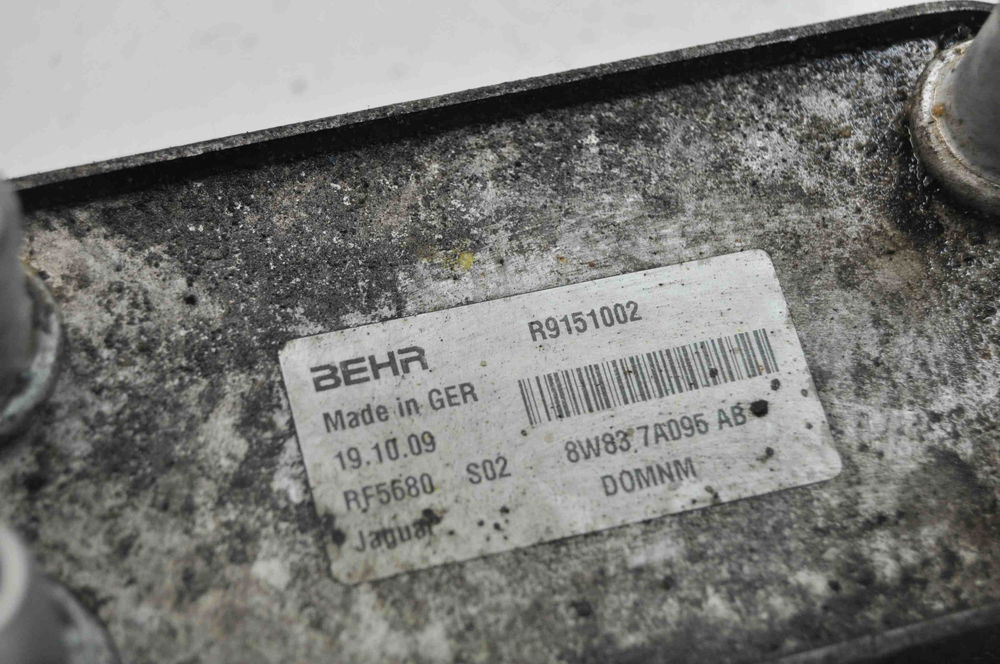 BEHR
R9151002
Made in GER
19.10.09
8W83 7A095 AB
RF5680 S02
DOMNM
Jaguar